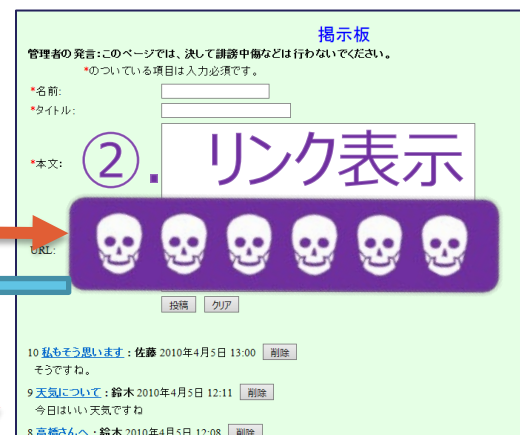 掲示板
管理者の発言:このページでは、決して誹謗中傷などは行わないでください。
*のついている項目は入力必須です。
*名前:
*タイトル:
*本文:
②. リンク表示
URL:
投稿 クリア
10 私もそう思います : 佐藤 2010年4月5日 13:00 削除
そうですね。
9 天気について : 鈴木 2010年4月5日 12:11 削除
今日はいい天気ですね
8 高橋さんへ : 鈴木 2010年4月5日 12:08 削除